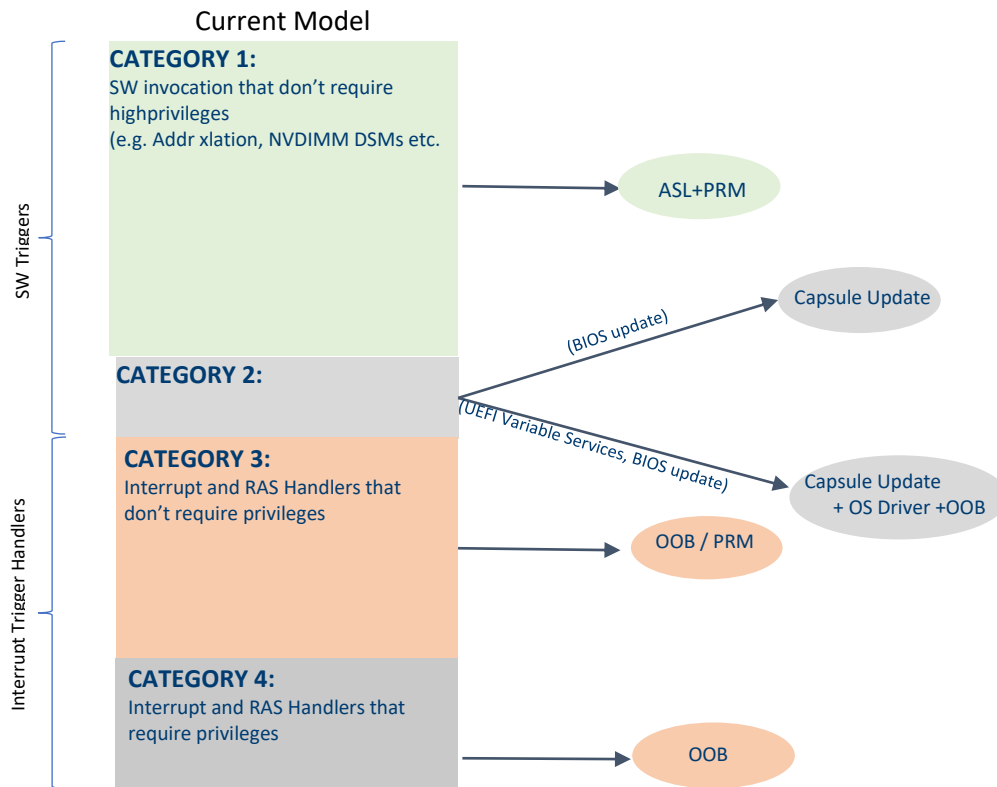 Current Model
CATEGORY 1:
SW invocation that don't require
highprivileges
(e.g. Addr xlation, NVDIMM DSMs etc.
ASL+PRM
SW Triggers
Capsule Update
(BIOS update)
CATEGORY 2:
(UEFI Variable Services, BIOS update)
Capsule Update
+ OS Driver +OOB
CATEGORY 3:
Interrupt and RAS Handlers that
don't require privileges
OOB / PRM
Interrupt Trigger Handlers
CATEGORY 4:
Interrupt and RAS Handlers that
require privileges
OOB